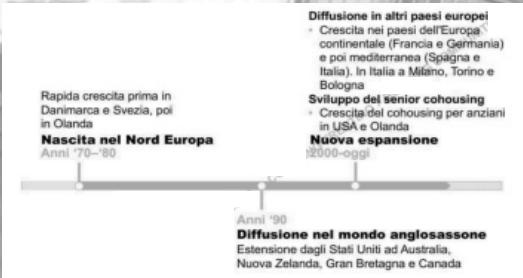 Diffusione in altri paesi europei
• Crescita nei paesi dell'Europa
continentale (Francia e Germania)
e poi mediterranea (Spagna e
Italia). In Italia a Milano, Torino e
Bologna
Sviluppo del senior cohousing
• Crescita del cohousing per anziani
in USA e Olanda
Nuova espansione
2000-oggi
Rapida crescita prima in
Danimarca e Svezia, poi
in Olanda
Nascita nel Nord Europa
Anni '70–'80
Anni '90
Diffusione nel mondo anglosassone
Estensione dagli Stati Uniti ad Australia,
Nuova Zelanda, Gran Bretagna e Canada